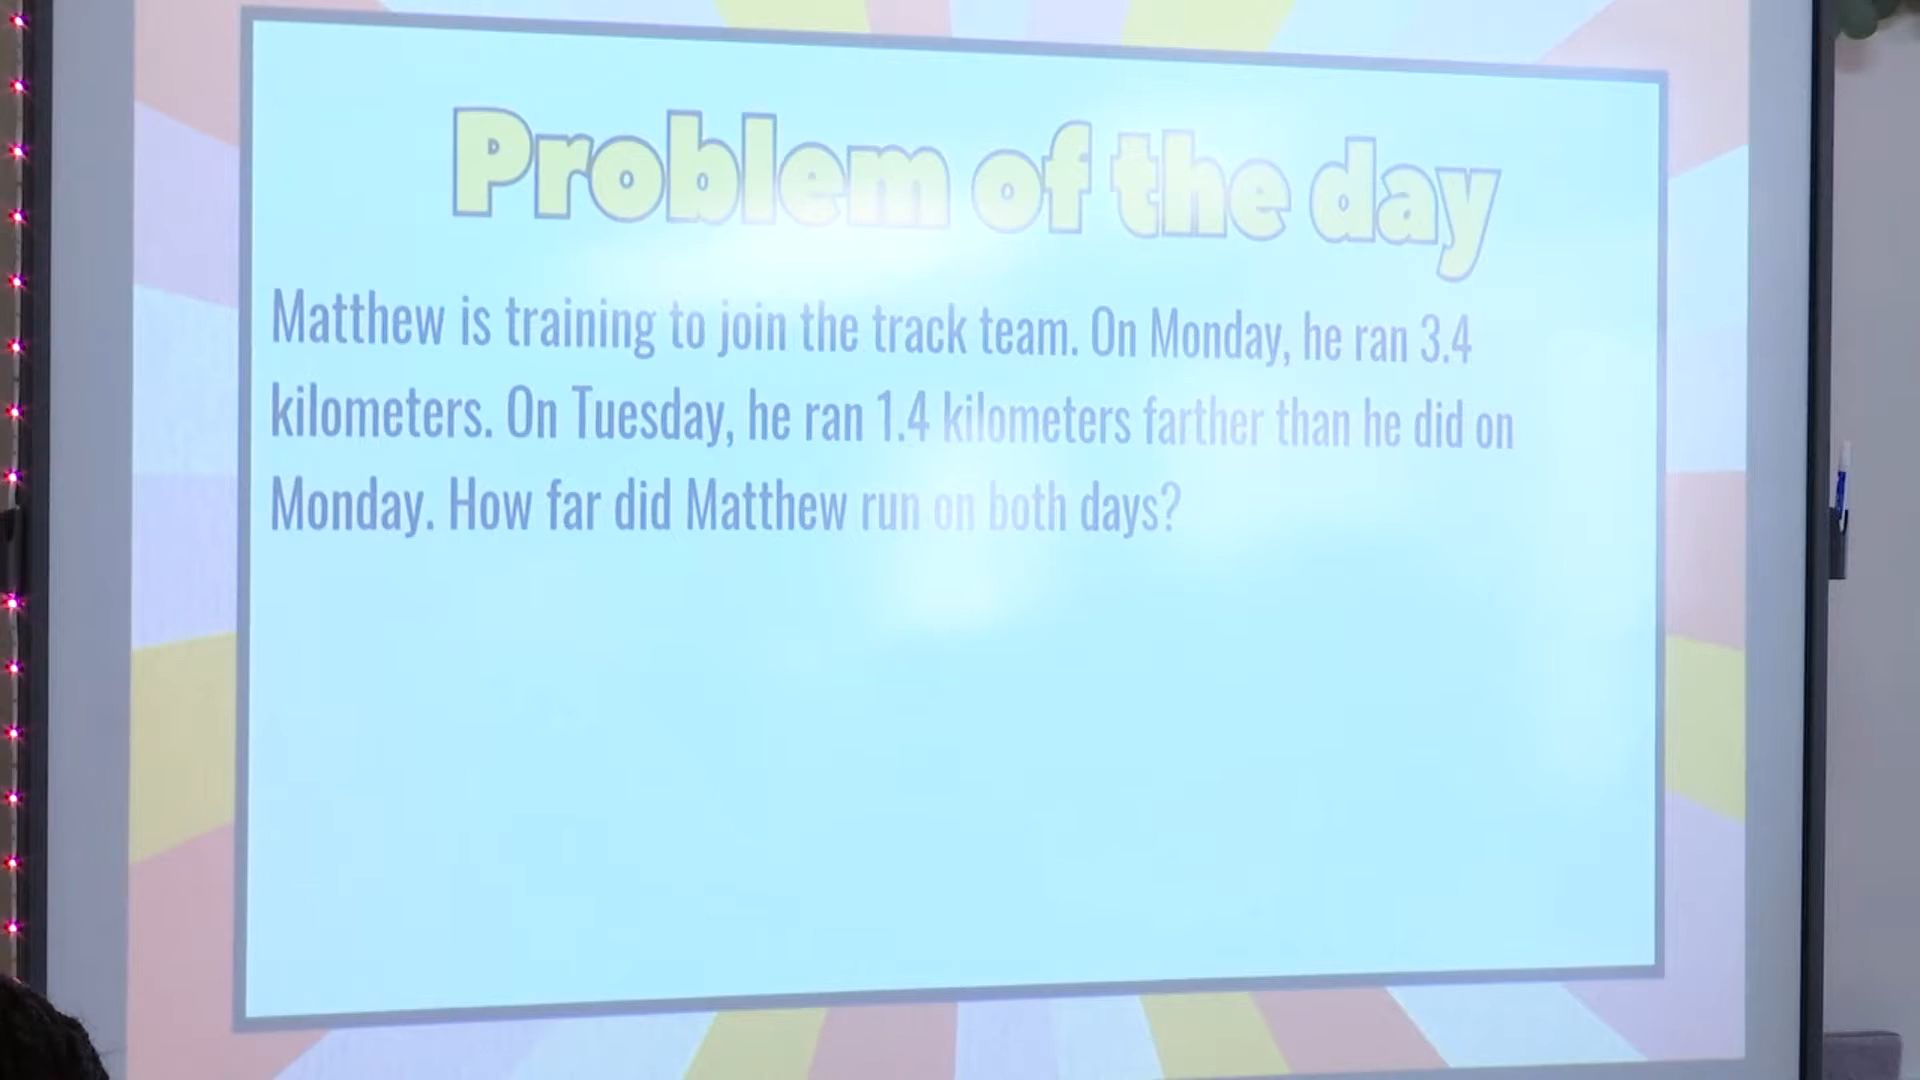 Problem of the day
Matthew is training to join the track team. On Monday, he ran 3.4
kilometers. On Tuesday, he ran 1.4 kilometers farther than he did on
Monday. How far did Matthew run on both days?